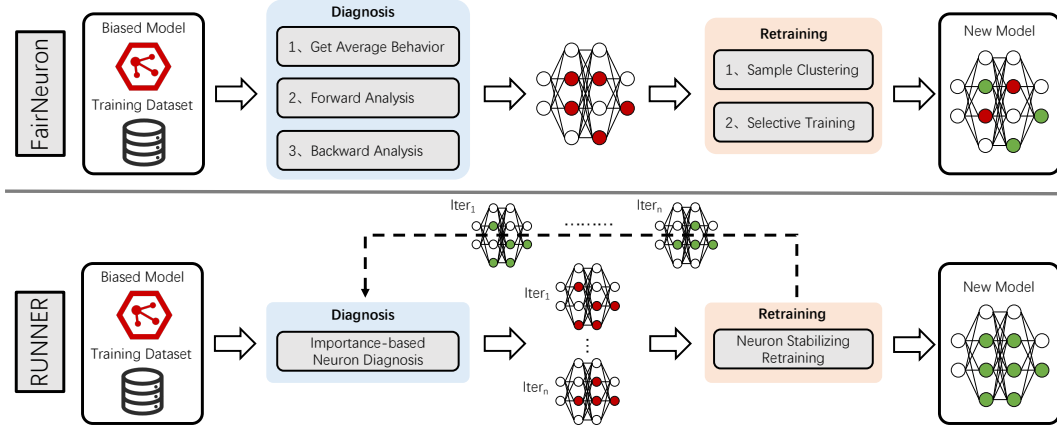 FairNeuron
Biased Model
Training Dataset
Diagnosis
1、Get Average Behavior
2、Forward Analysis
3、Backward Analysis
Retraining
1、Sample Clustering
2、Selective Training
New Model
RUNNER
Biased Model
Training Dataset
Iter1
.........
Itern
Diagnosis
Importance-based
Neuron Diagnosis
Iter1
...
Itern
Retraining
Neuron Stabilizing
Retraining
New Model